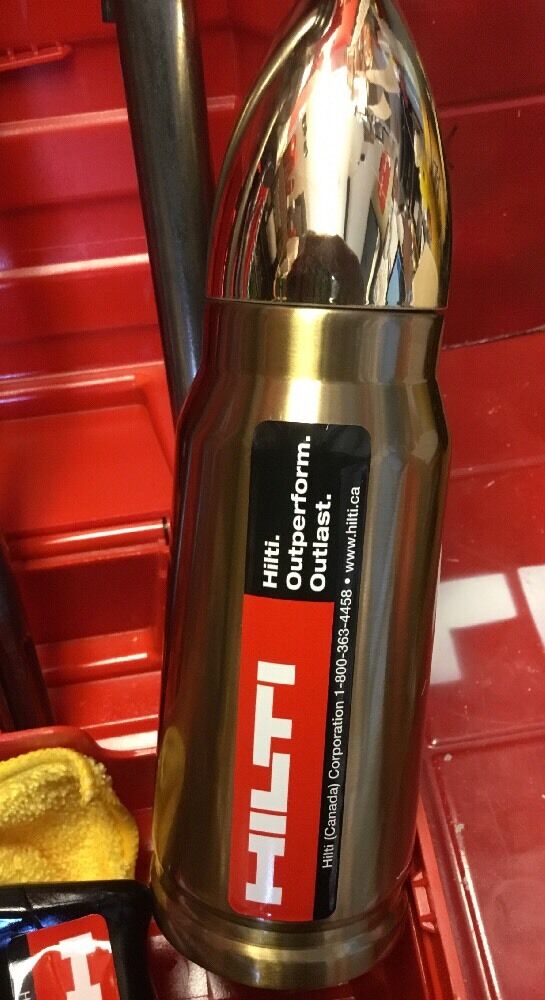 Hilti.
Outperform.
Outlast.
HILTI
Hilti (Canada) Corporation 1-800-363-4458 • www.hilti.ca
H